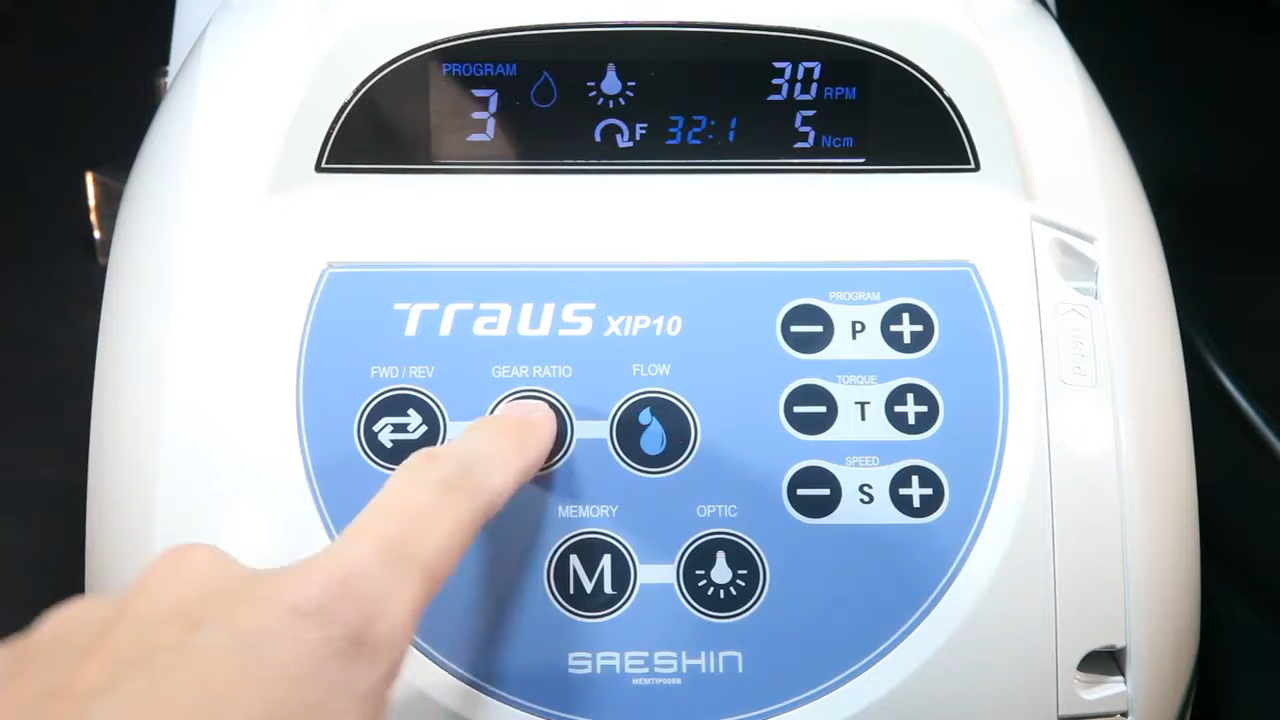 PROGRAM
3
F
32:1
30 RPM
5 Ncm
Traus XIP10
FWD / REV
GEAR RATIO
FLOW
PROGRAM
− P +
TORQUE
− T +
SPEED
− S +
MEMORY
M
OPTIC
SAESHIN
Push